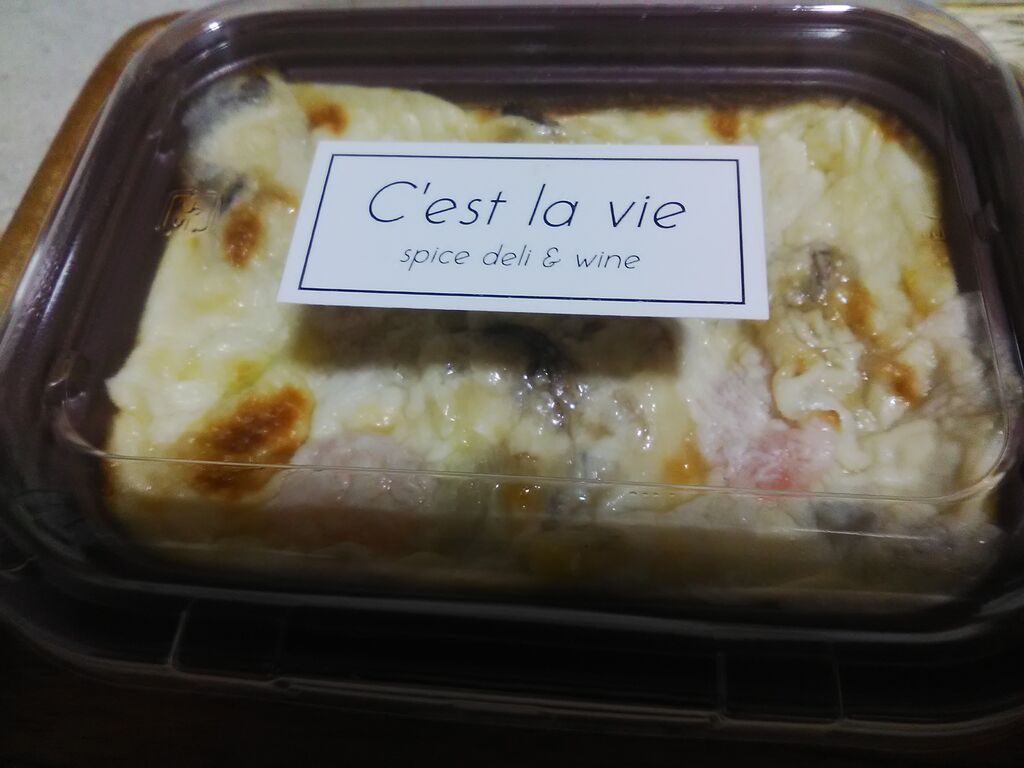 C'est la vie
spice deli & wine